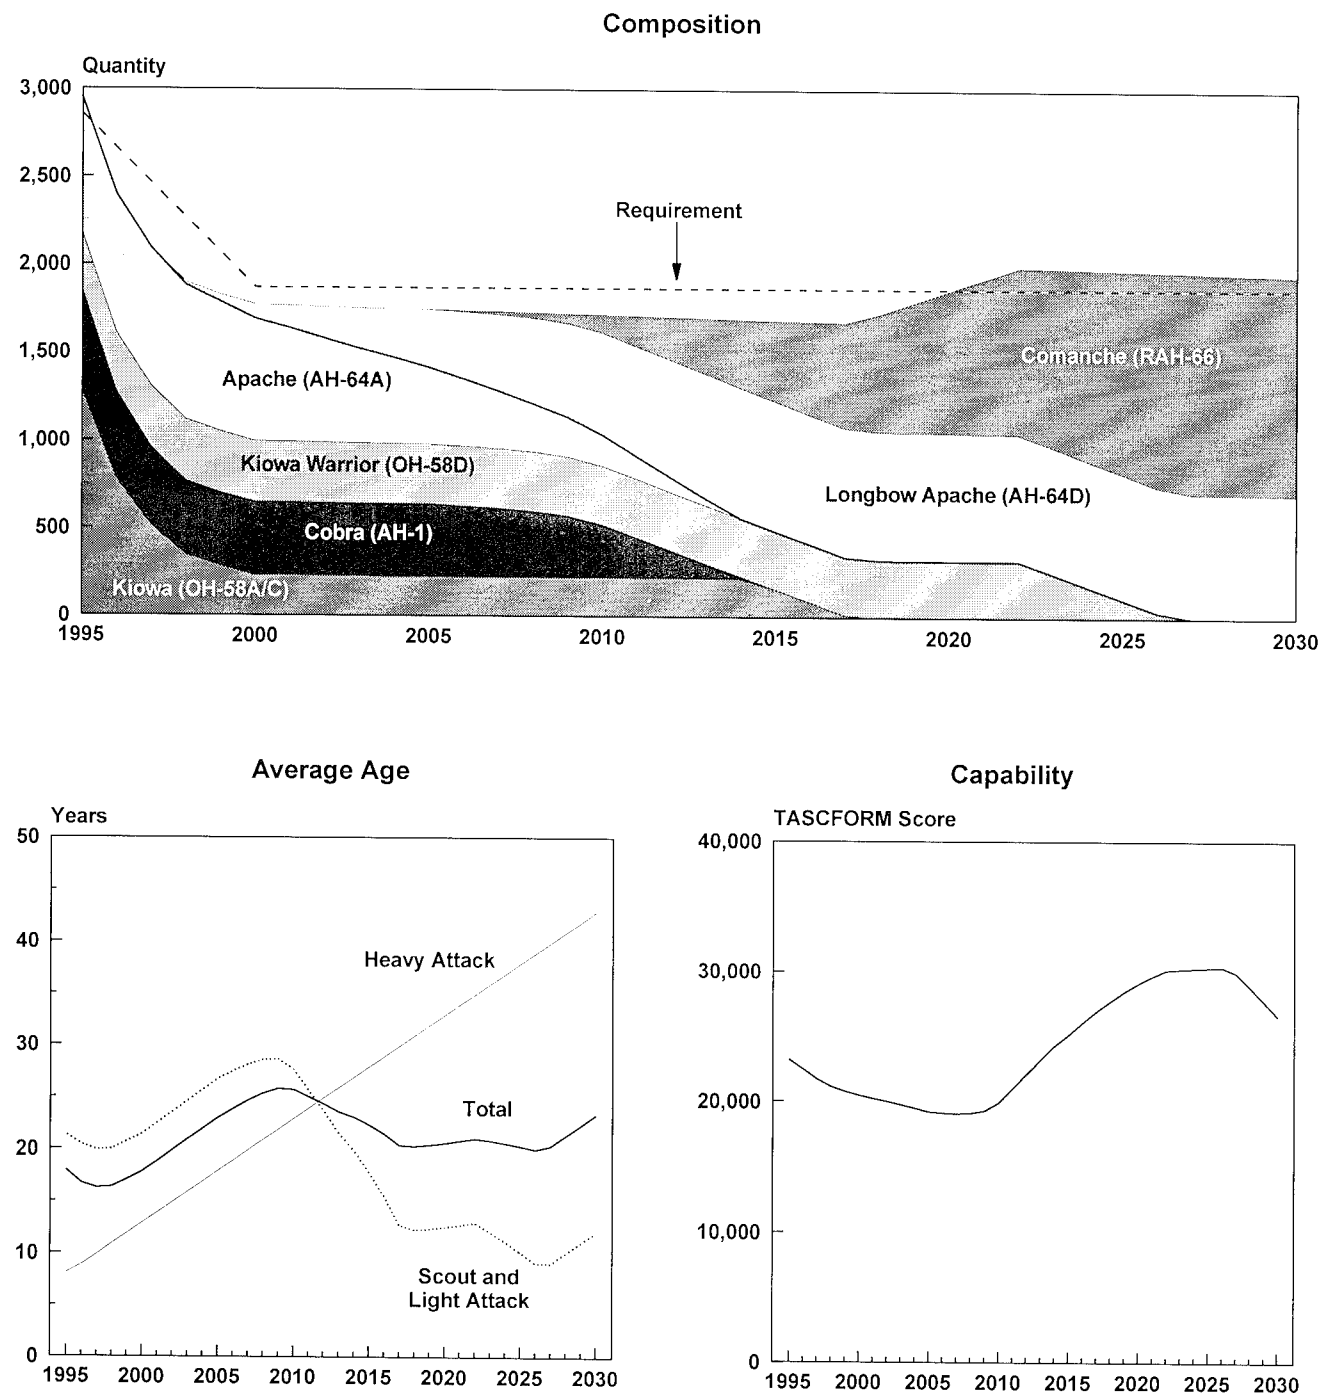 Composition
Quantity
3,000
2,500
2,000
1,500
1,000
500
0
Requirement
Apache (AH-64A)
Comanche (RAH-66)
Kiowa Warrior (OH-58D)
Longbow Apache (AH-64D)
Cobra (AH-1)
Kiowa (OH-58A/C)
1995 2000 2005 2010 2015 2020 2025 2030
Average Age
Years
50
40
30
20
10
0
Heavy Attack
Total
Scout and
Light Attack
1995 2000 2005 2010 2015 2020 2025 2030
Capability
TASCFORM Score
40,000
30,000
20,000
10,000
0
1995 2000 2005 2010 2015 2020 2025 2030